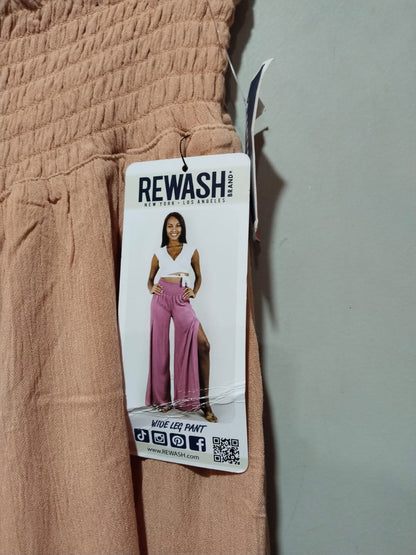 REWASH
BRAND+
NEW YORK • LOS ANGELES
WIDE LEG PANT
www.REWASH.com